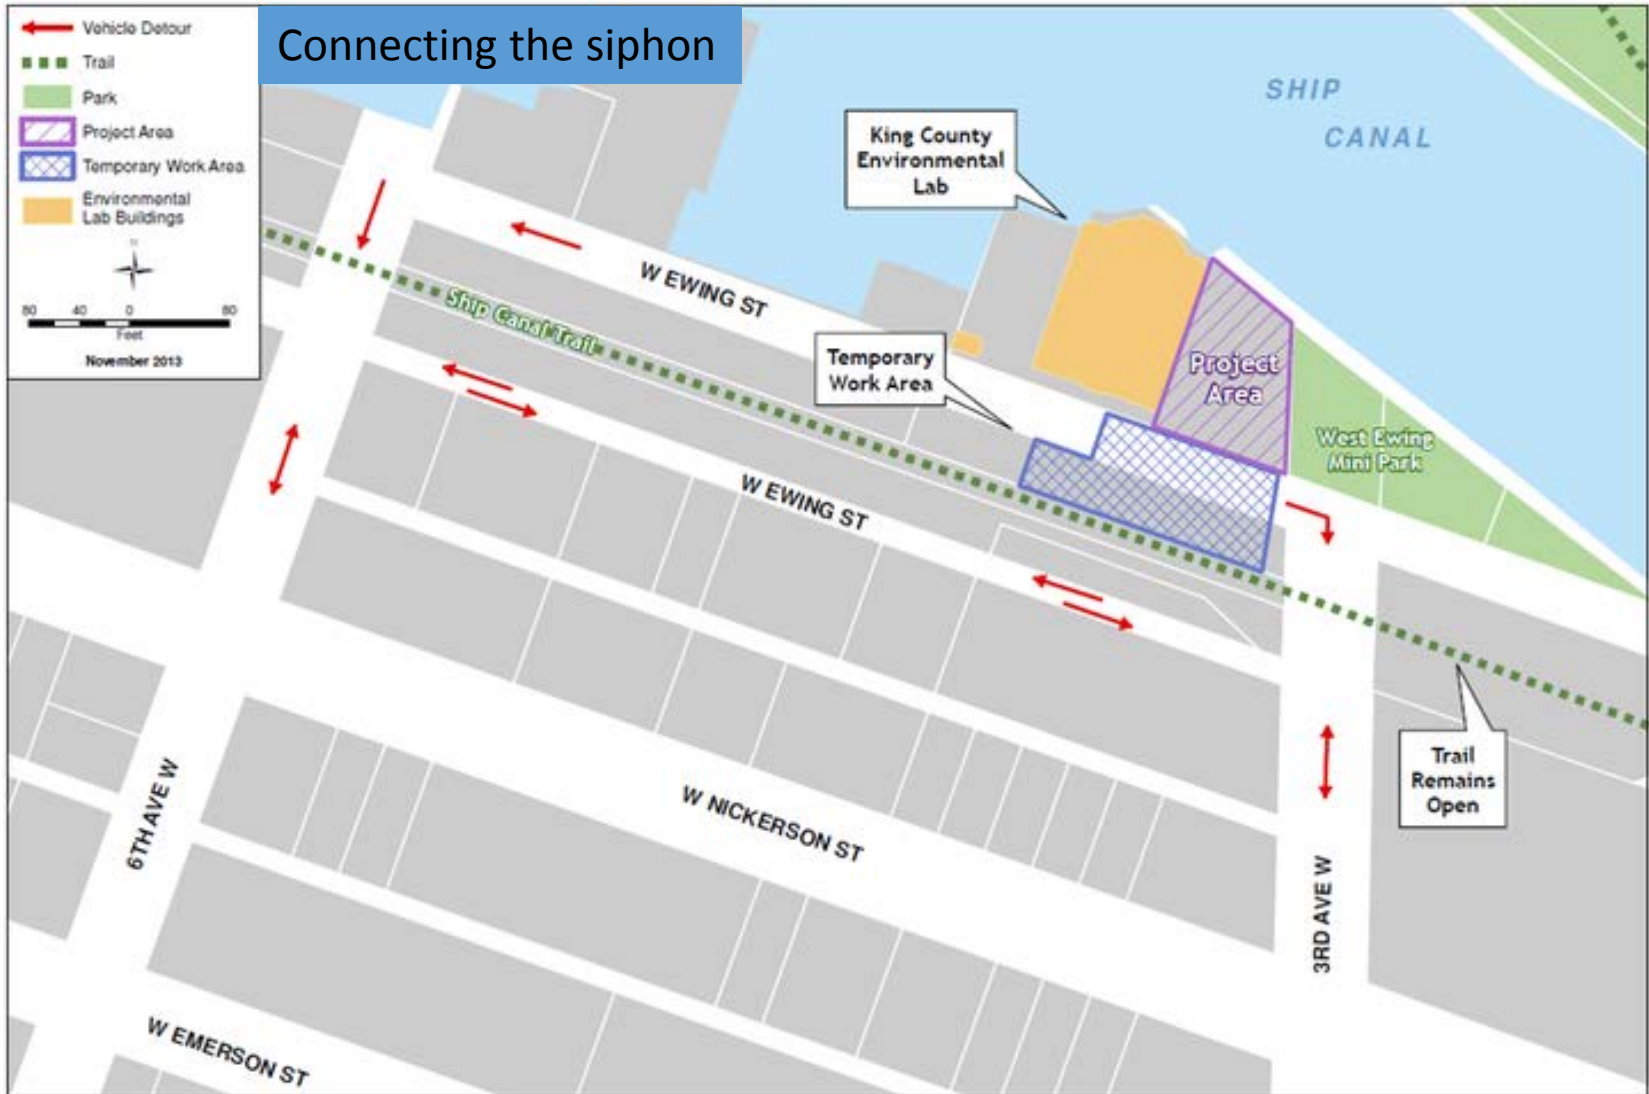 Connecting the siphon
Vehicle Detour
Trail
Park
Project Area
Temporary Work Area
Environmental
Lab Buildings
N
80 40 0 80
Feet
November 2013
SHIP
CANAL
King County
Environmental
Lab
W EWING ST
Ship Canal Trail
Temporary
Work Area
Project
Area
West Ewing
Mini Park
W EWING ST
Trail
Remains
Open
W NICKERSON ST
6TH AVE W
3RD AVE W
W EMERSON ST